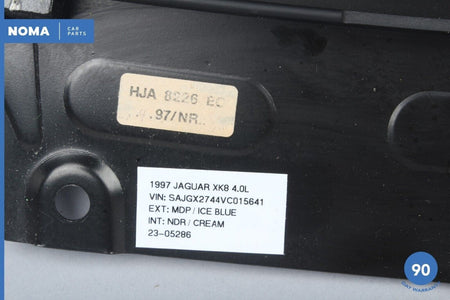 NOMA CAR PARTS
HJA 8226 EC
97/NR
1997 JAGUAR XK8 4.0L
VIN: SAJGX2744VC015641
EXT: MDP / ICE BLUE
INT: NDR / CREAM
23-05286
90
DAY WARRANTY